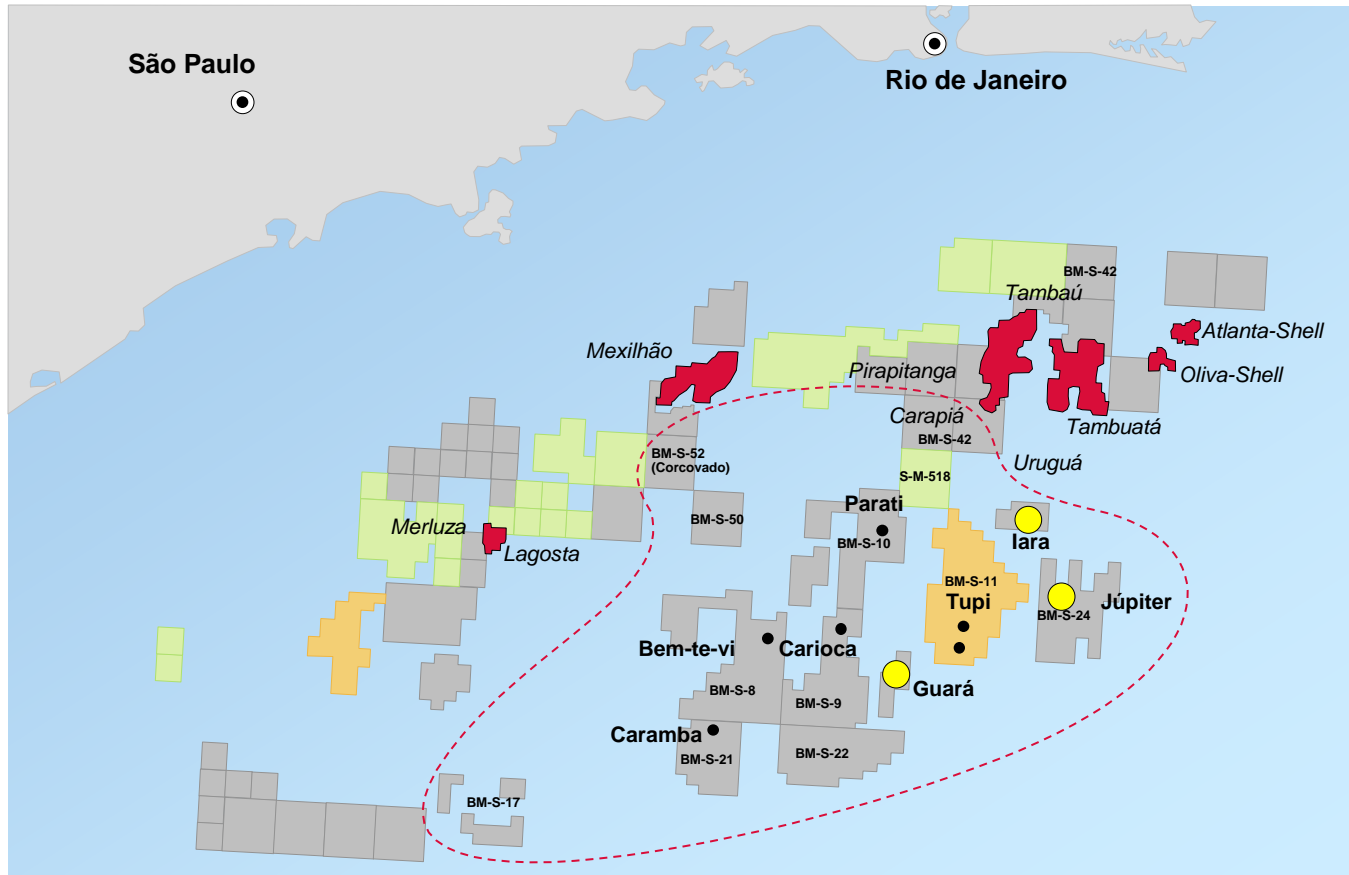 São Paulo
Rio de Janeiro
BM-S-42
Tambaú
Atlanta-Shell
Mexilhão
Pirapitanga
Oliva-Shell
Carapiá
Tambuatá
BM-S-42
BM-S-52
(Corcovado)
Uruguá
S-M-518
Parati
BM-S-50
Merluza
Lagosta
BM-S-10
Iara
BM-S-11
Tupi
Júpiter
BM-S-24
Bem-te-vi
Carioca
Guará
BM-S-8
BM-S-9
Caramba
BM-S-21
BM-S-22
BM-S-17